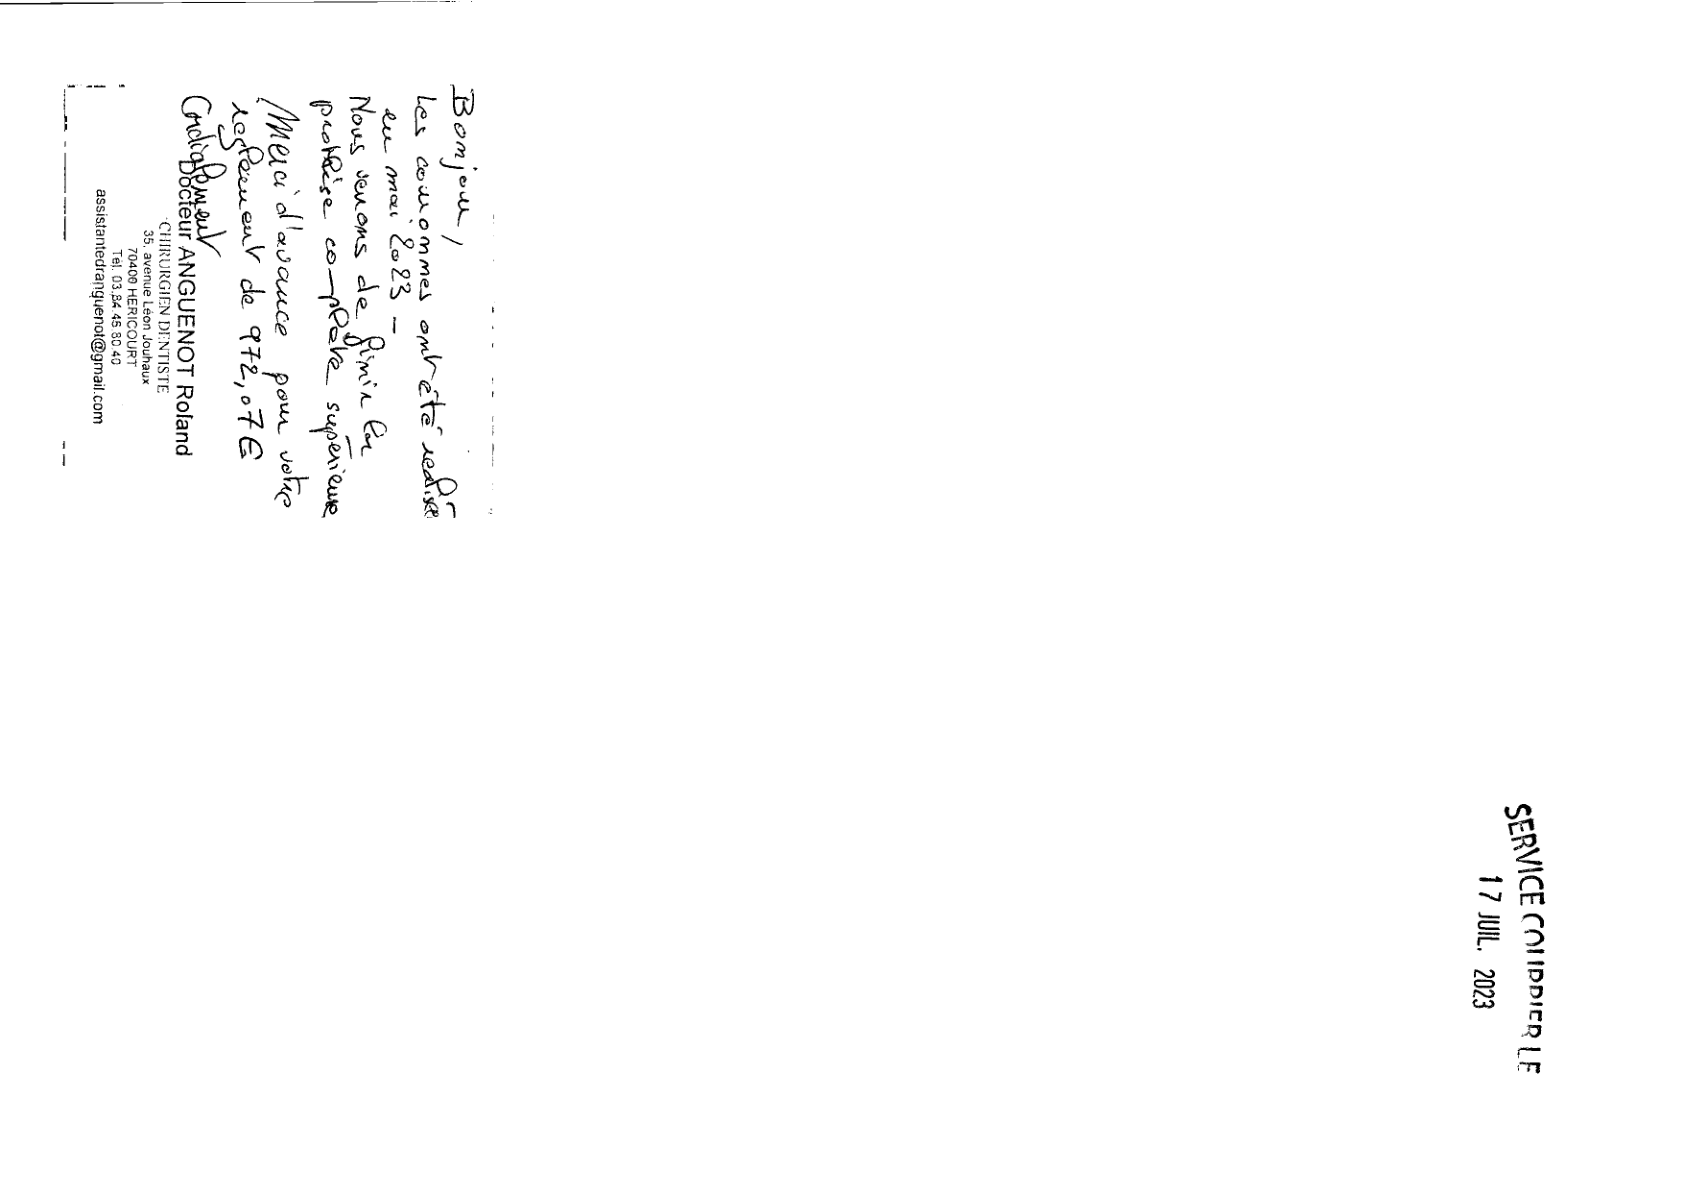 Bonjour,
Les couronnes ont été réalisé
en mai 2023 -
Nous venons de finir la
prothèse complète supérieure
Merci d'avance pour votre
règlement de 972,07€
Cordialement
Docteur ANGUENOT Roland
CHIRURGIEN DENTISTE
35, avenue Léon Jouhaux
70400 HERICOURT
Tél. 03.84.46.80.40
assistantedranguenot@gmail.com
SERVICE COURRIER LE
17 JUIL. 2023